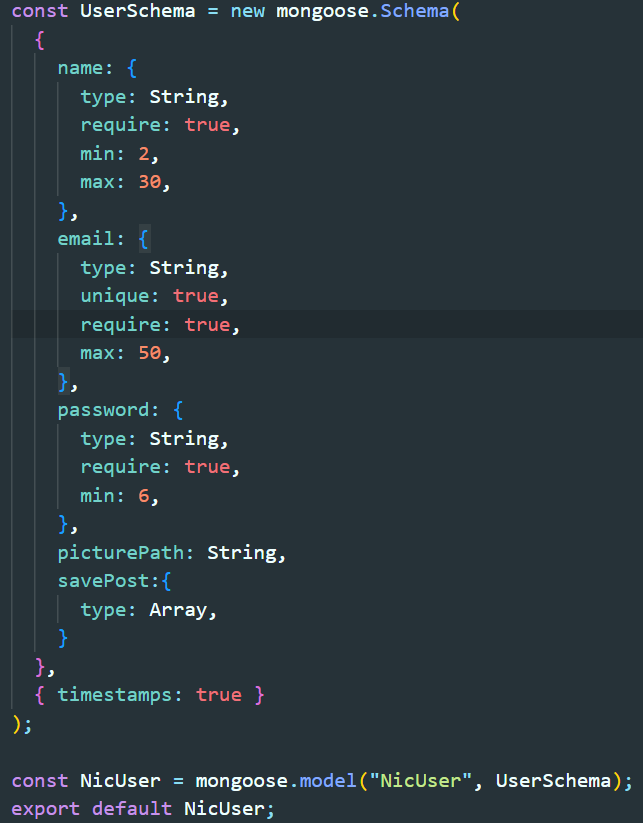 const UserSchema = new mongoose.Schema(
{
name: {
type: String,
require: true,
min: 2,
max: 30,
},
email: {
type: String,
unique: true,
require: true,
max: 50,
},
password: {
type: String,
require: true,
min: 6,
},
picturePath: String,
savePost:{
type: Array,
}
},
{ timestamps: true }
);
const NicUser = mongoose.model("NicUser", UserSchema);
export default NicUser;